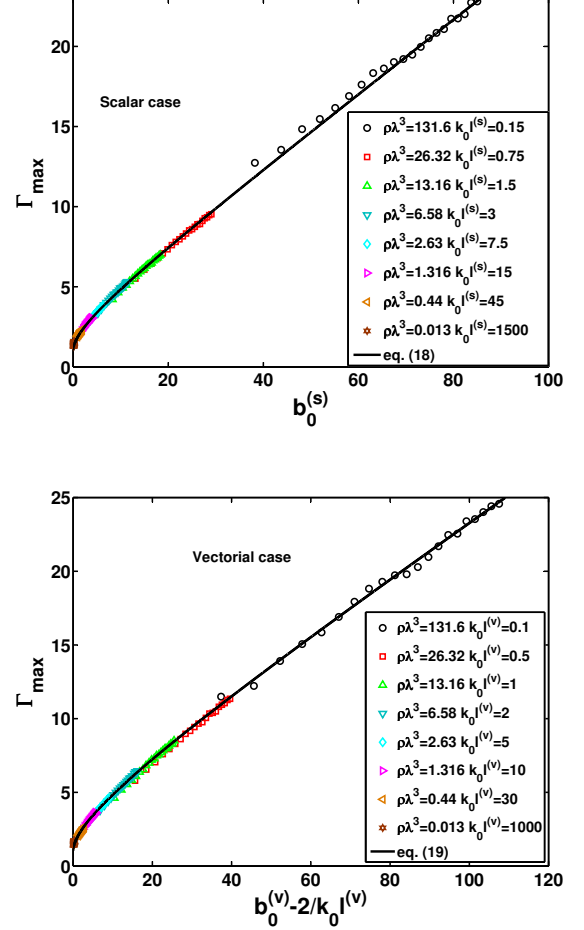 20
15
10
5
0
Γmax
Scalar case
ρλ³=131.6 k₀l⁽ˢ⁾=0.15
ρλ³=26.32 k₀l⁽ˢ⁾=0.75
ρλ³=13.16 k₀l⁽ˢ⁾=1.5
ρλ³=6.58 k₀l⁽ˢ⁾=3
ρλ³=2.63 k₀l⁽ˢ⁾=7.5
ρλ³=1.316 k₀l⁽ˢ⁾=15
ρλ³=0.44 k₀l⁽ˢ⁾=45
ρλ³=0.013 k₀l⁽ˢ⁾=1500
eq. (18)
0 20 40 60 80 100
b₀⁽ˢ⁾
25
20
15
10
5
0
Γmax
Vectorial case
ρλ³=131.6 k₀l⁽ᵛ⁾=0.1
ρλ³=26.32 k₀l⁽ᵛ⁾=0.5
ρλ³=13.16 k₀l⁽ᵛ⁾=1
ρλ³=6.58 k₀l⁽ᵛ⁾=2
ρλ³=2.63 k₀l⁽ᵛ⁾=5
ρλ³=1.316 k₀l⁽ᵛ⁾=10
ρλ³=0.44 k₀l⁽ᵛ⁾=30
ρλ³=0.013 k₀l⁽ᵛ⁾=1000
eq. (19)
0 20 40 60 80 100 120
b₀⁽ᵛ⁾-2/k₀l⁽ᵛ⁾